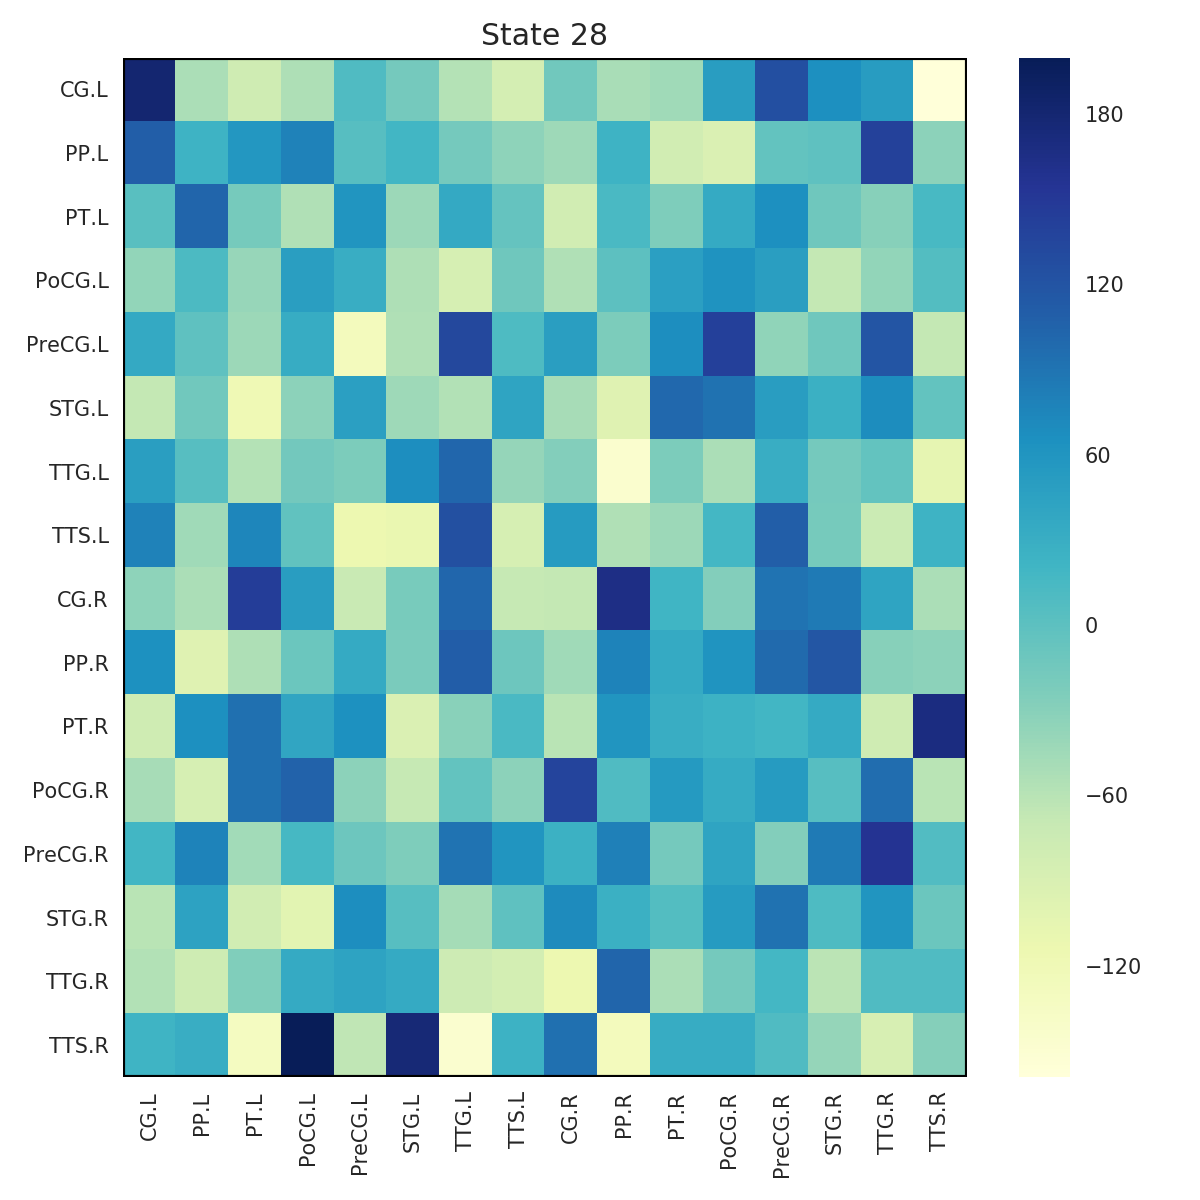 State 28
CG.L
PP.L
PT.L
PoCG.L
PreCG.L
STG.L
TTG.L
TTS.L
CG.R
PP.R
PT.R
PoCG.R
PreCG.R
STG.R
TTG.R
TTS.R
CG.L
PP.L
PT.L
PoCG.L
PreCG.L
STG.L
TTG.L
TTS.L
CG.R
PP.R
PT.R
PoCG.R
PreCG.R
STG.R
TTG.R
TTS.R
180
120
60
0
−60
−120